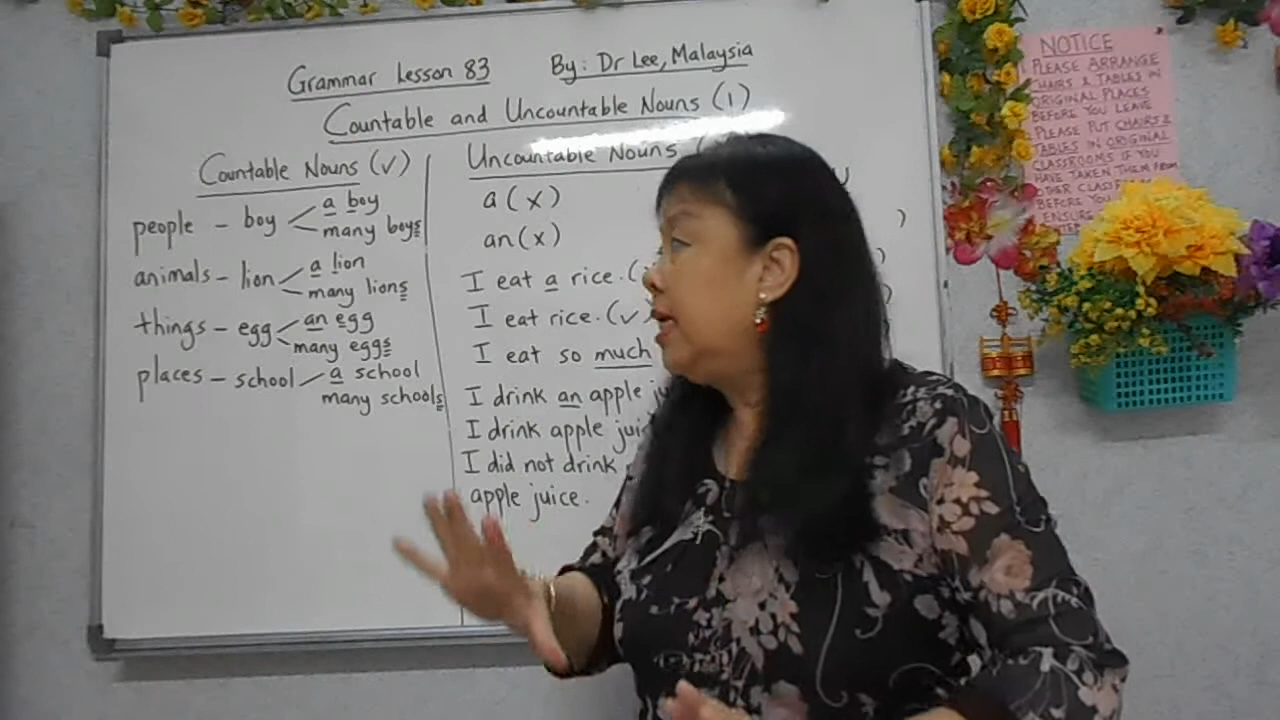 Grammar Lesson 83 By: Dr Lee, Malaysia
Countable and Uncountable Nouns (1)
Countable Nouns (✓)
people - boy
a boy
many boys
animals - lion
a lion
many lions
things - egg
an egg
many eggs
places - school
a school
many schools
Uncountable Nouns
a (x)
an (x)
I eat a rice. (
I eat rice. (✓)
I eat so much
I drink an apple
I drink apple
I did not drink
apple juice.
NOTICE
PLEASE ARRANGE
CHAIRS & TABLES IN
ORIGINAL PLACES
BEFORE YOU LEAVE
PLEASE PUT CHAIRS &
TABLES IN ORIGINAL
CLASSROOMS IF YOU
HAVE TAKEN THEM FROM
OTHER
BEFORE YOU
ENSURE